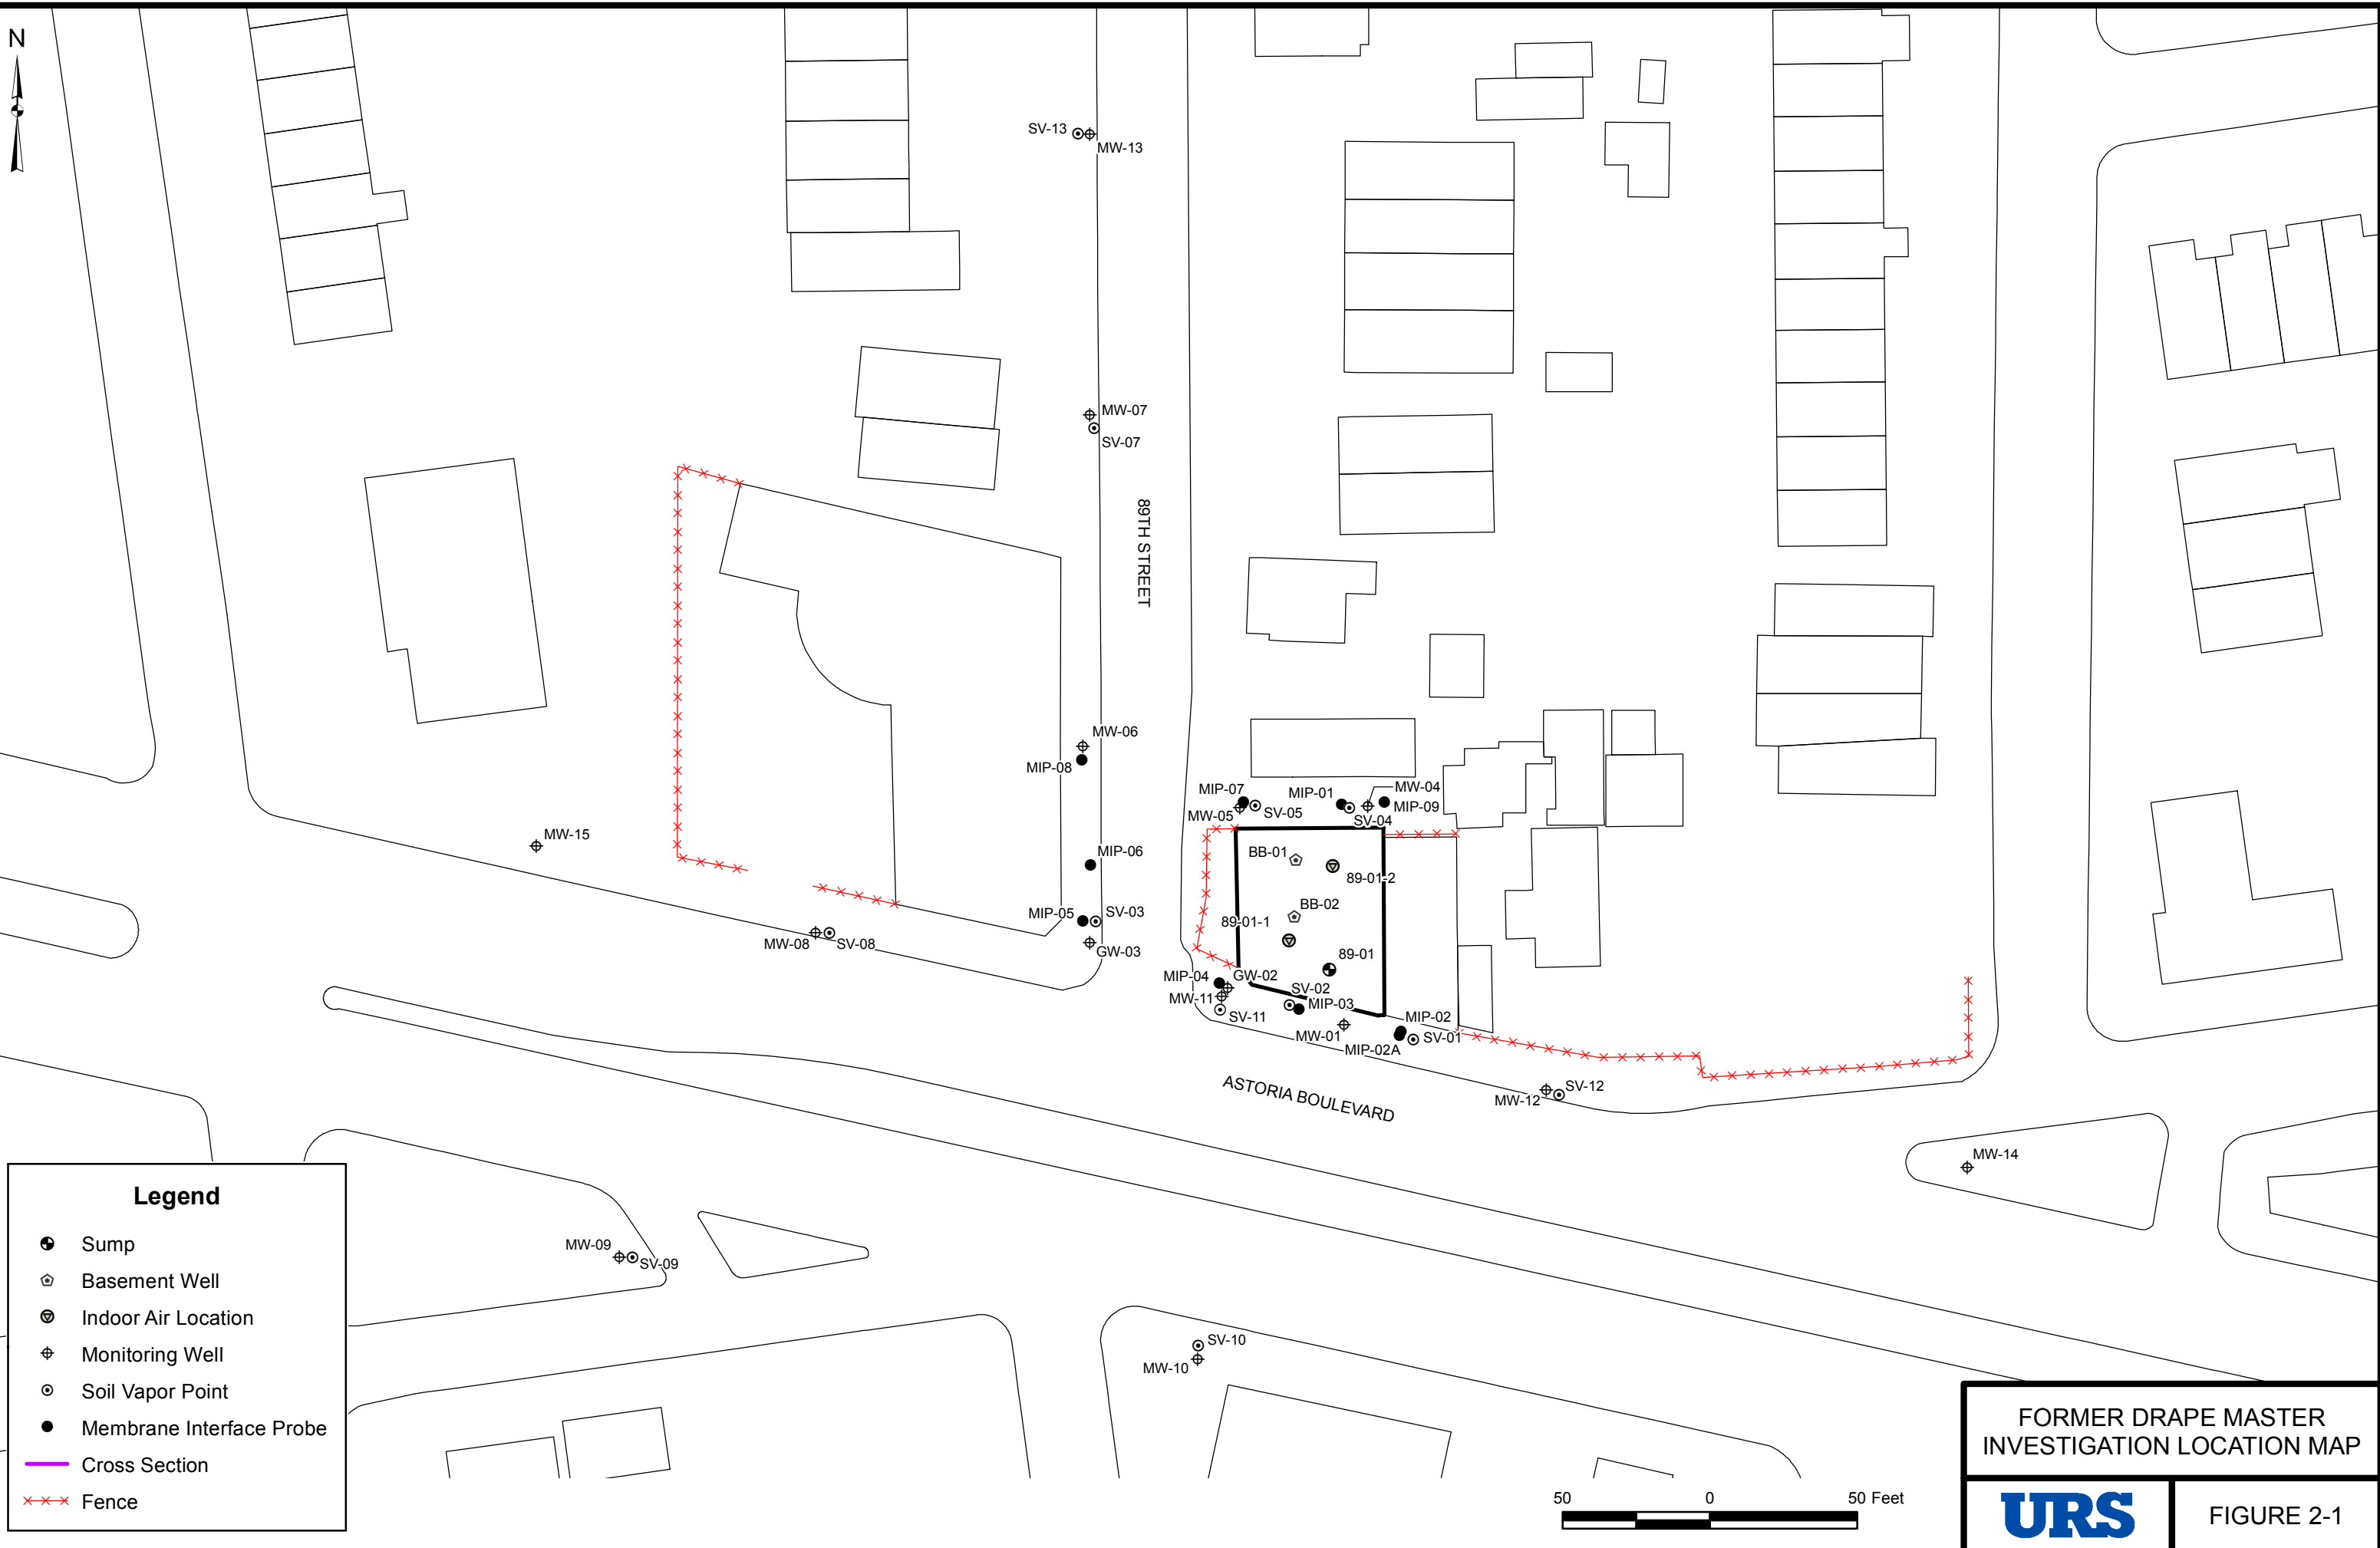 N
SV-13
MW-13
MW-07
SV-07
89TH STREET
MW-06
MIP-08
MIP-07
MIP-01
MW-04
MW-05
SV-05
SV-04
MIP-09
MW-15
MIP-06
BB-01
89-01-2
BB-02
MIP-05
SV-03
89-01-1
MW-08
SV-08
GW-03
89-01
MIP-04
GW-02
SV-02
MW-11
MIP-03
SV-11
MIP-02
MW-01
SV-01
MIP-02A
ASTORIA BOULEVARD
SV-12
MW-12
MW-14
MW-09
SV-09
SV-10
MW-10
Legend
Sump
Basement Well
Indoor Air Location
Monitoring Well
Soil Vapor Point
Membrane Interface Probe
Cross Section
Fence
50 0 50 Feet
FORMER DRAPE MASTER
INVESTIGATION LOCATION MAP
URS
FIGURE 2-1